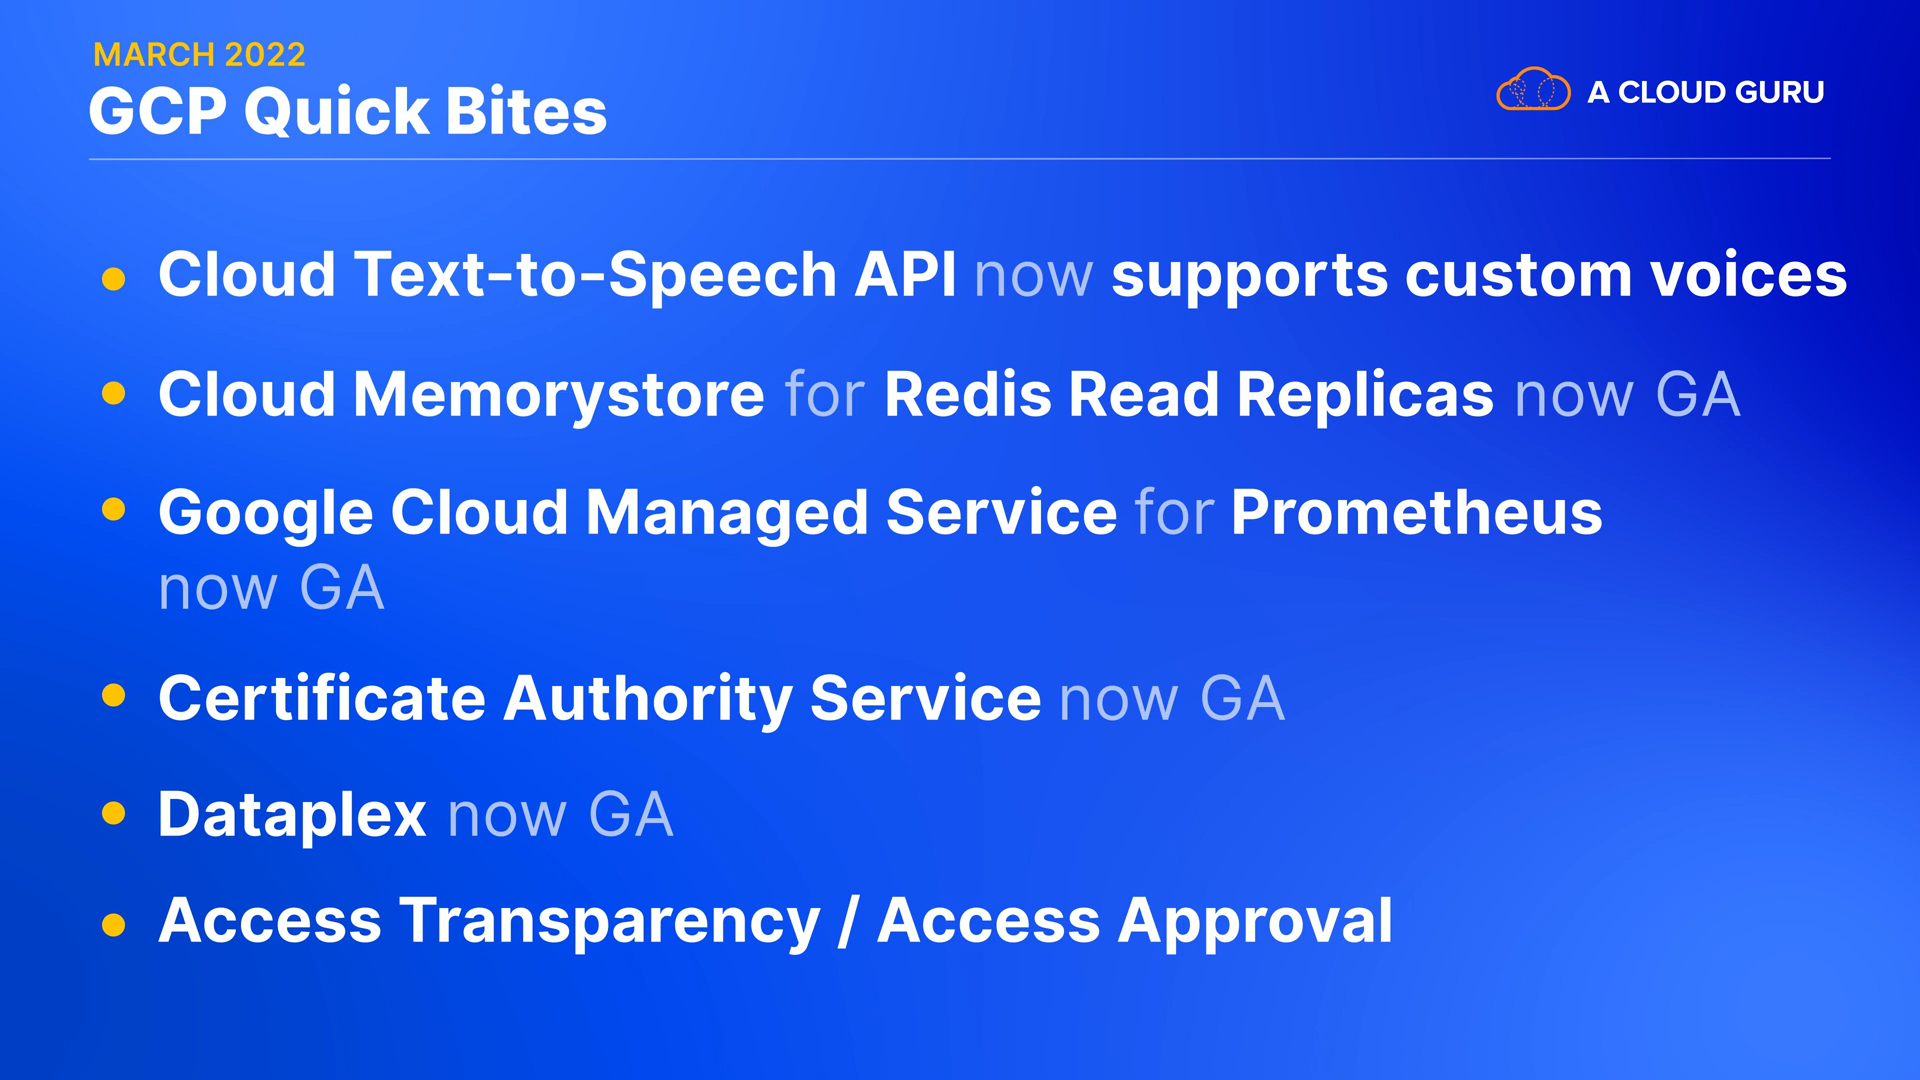 MARCH 2022
GCP Quick Bites
A CLOUD GURU
Cloud Text-to-Speech API now supports custom voices
Cloud Memorystore for Redis Read Replicas now GA
Google Cloud Managed Service for Prometheus
now GA
Certificate Authority Service now GA
Dataplex now GA
Access Transparency / Access Approval